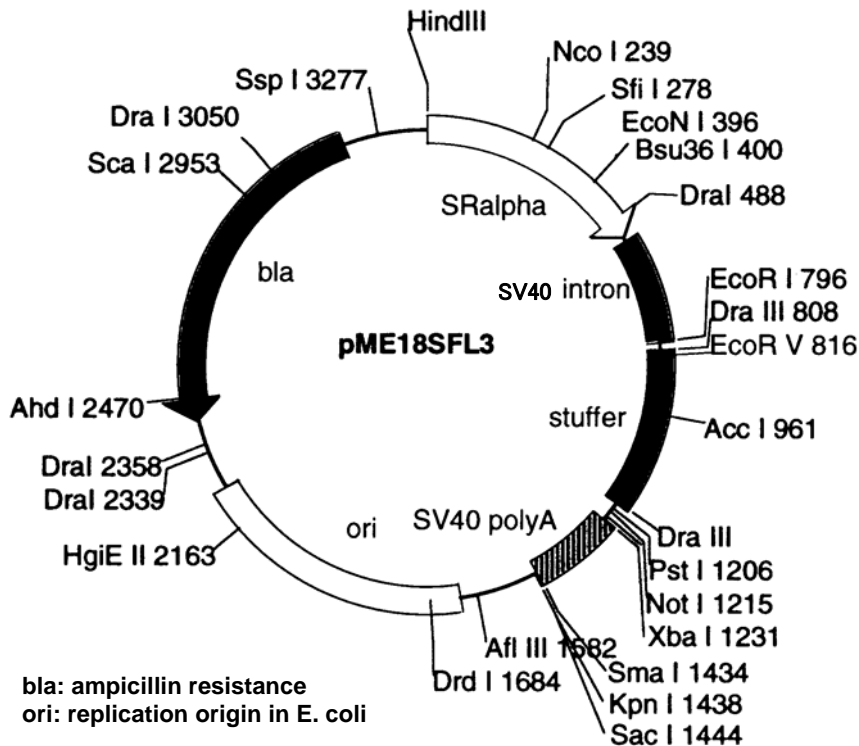 HindIII
Nco I 239
Sfi I 278
EcoN I 396
Bsu36 I 400
DraI 488
EcoR I 796
Dra III 808
EcoR V 816
Acc I 961
Dra III
Pst I 1206
Not I 1215
Xba I 1231
Sma I 1434
Kpn I 1438
Sac I 1444
Afl III 1582
Drd I 1684
HgiE II 2163
DraI 2339
DraI 2358
Ahd I 2470
Sca I 2953
Dra I 3050
Ssp I 3277
SRalpha
SV40 intron
stuffer
SV40 polyA
ori
bla
pME18SFL3
bla: ampicillin resistance
ori: replication origin in E. coli